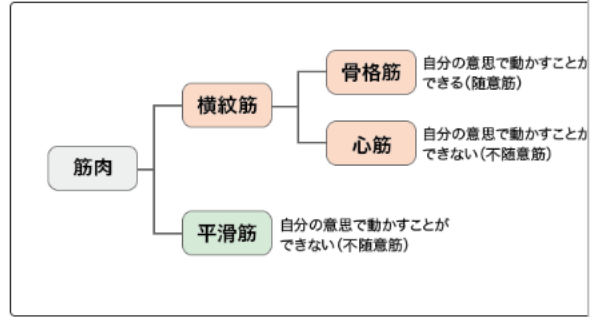 骨格筋
自分の意思で動かすことが
できる(随意筋)
横紋筋
心筋
自分の意思で動かすことが
できない(不随意筋)
筋肉
平滑筋
自分の意思で動かすことが
できない(不随意筋)